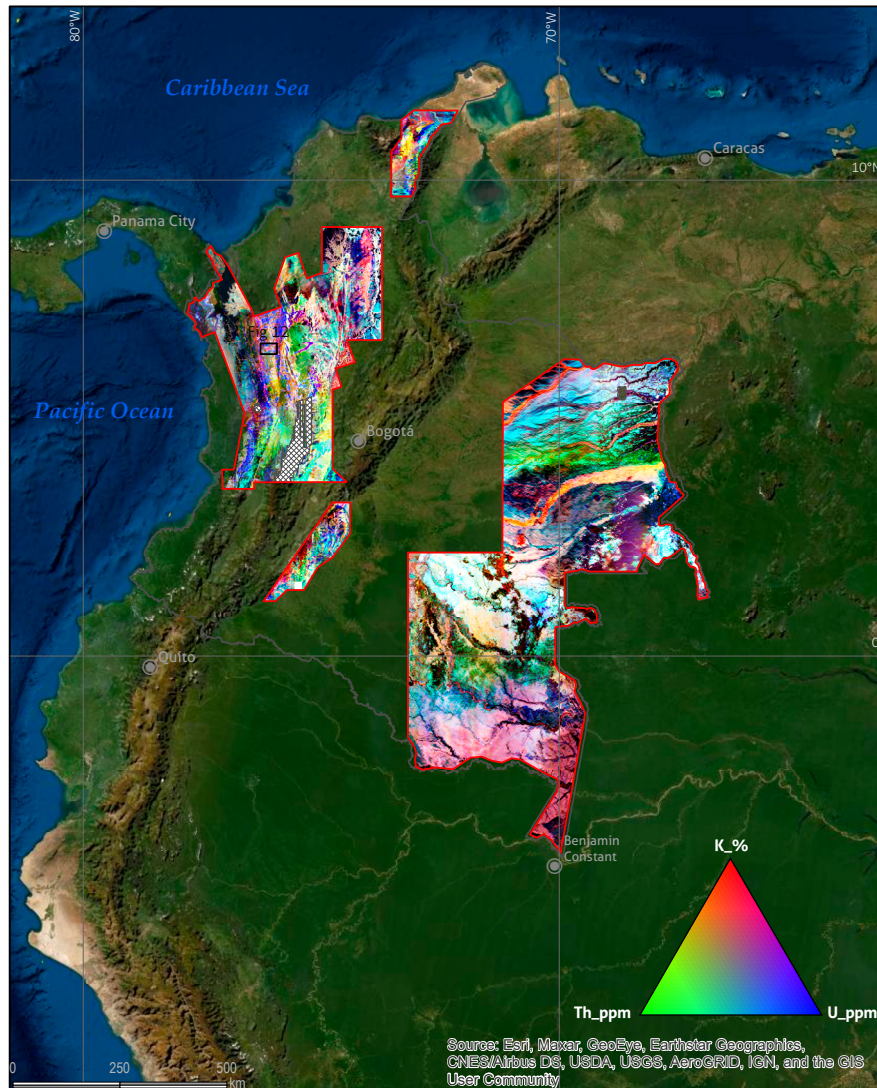 80°W
70°W
Caribbean Sea
Caracas
10°N
Panama City
Fig 12
Pacific Ocean
Bogotá
0
Quito
Benjamin
Constant
K_%
Th_ppm
U_ppm
Source: Esri, Maxar, GeoEye, Earthstar Geographics,
CNES/Airbus DS, USDA, USGS, AeroGRID, IGN, and the GIS
User Community
0 250 500
km